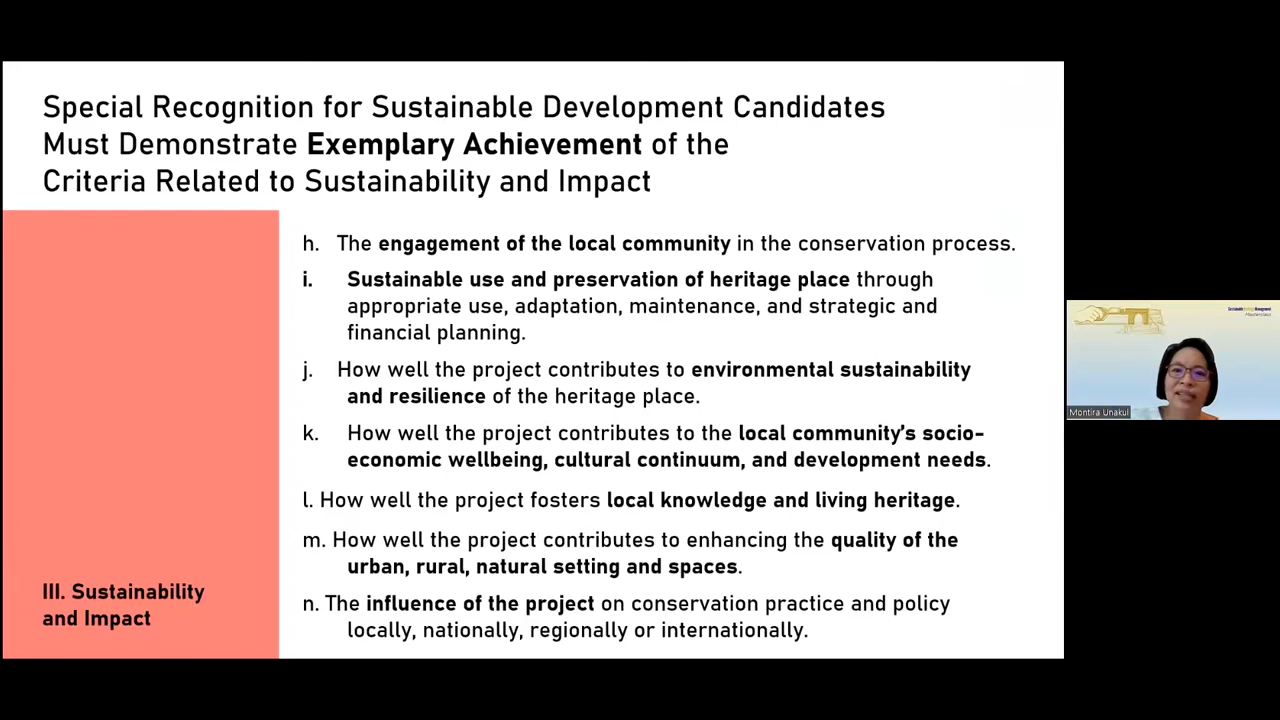 Special Recognition for Sustainable Development Candidates
Must Demonstrate Exemplary Achievement of the
Criteria Related to Sustainability and Impact
h. The engagement of the local community in the conservation process.
i. Sustainable use and preservation of heritage place through
appropriate use, adaptation, maintenance, and strategic and
financial planning.
j. How well the project contributes to environmental sustainability
and resilience of the heritage place.
k. How well the project contributes to the local community's socio-
economic wellbeing, cultural continuum, and development needs.
l. How well the project fosters local knowledge and living heritage.
m. How well the project contributes to enhancing the quality of the
urban, rural, natural setting and spaces.
n. The influence of the project on conservation practice and policy
locally, nationally, regionally or internationally.
III. Sustainability
and Impact
Management
Masterclass
Montira Unakul